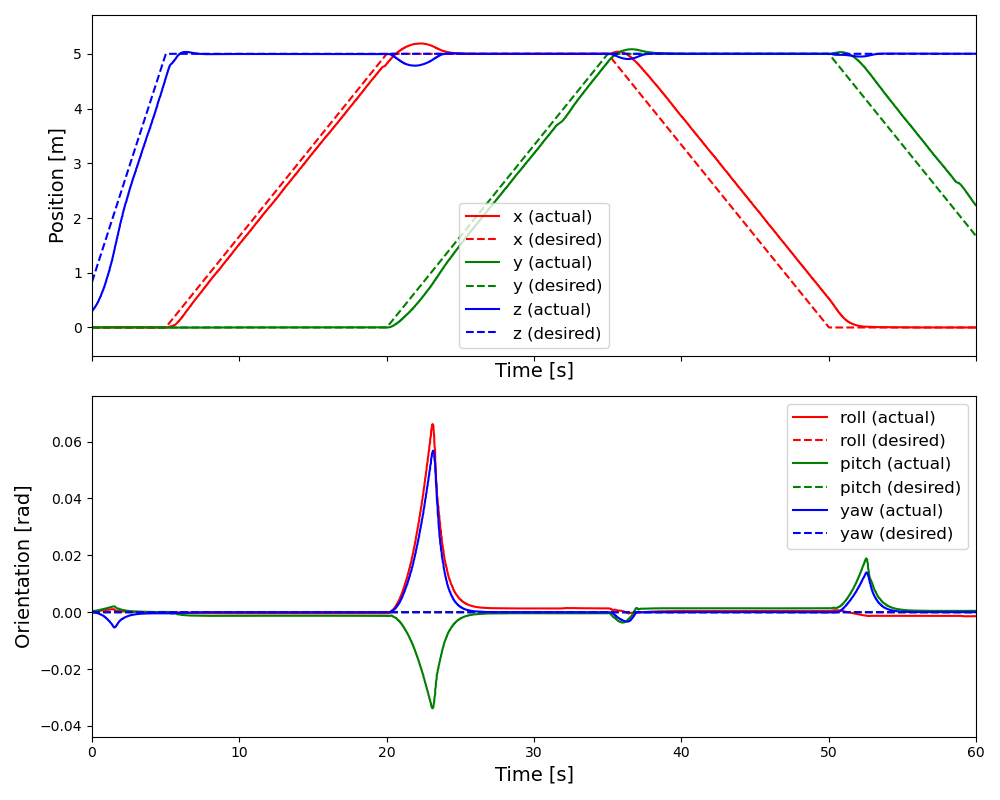 5
4
3
2
1
0
Position [m]
x (actual)
x (desired)
y (actual)
y (desired)
z (actual)
z (desired)
Time [s]
0.06
0.04
0.02
0.00
−0.02
−0.04
Orientation [rad]
roll (actual)
roll (desired)
pitch (actual)
pitch (desired)
yaw (actual)
yaw (desired)
0 10 20 30 40 50 60
Time [s]